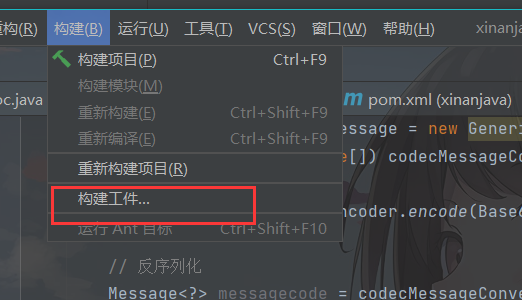 重构(R) 构建(B) 运行(U) 工具(T) VCS(S) 窗口(W) 帮助(H) xinanja
构建项目(P) Ctrl+F9
构建模块(M)
oc.java pom.xml (xinanjava)
重新构建(E) Ctrl+Shift+F9
essage = new Generi
重新编译(E) Ctrl+Shift+F9
e[]) codecMessageCo
重新构建项目(R)
构建工件...
ncoder.encode(Base
运行 Ant 目标 Ctrl+Shift+F10
// 反序列化
Message<?> messagecode = codecMessageConve